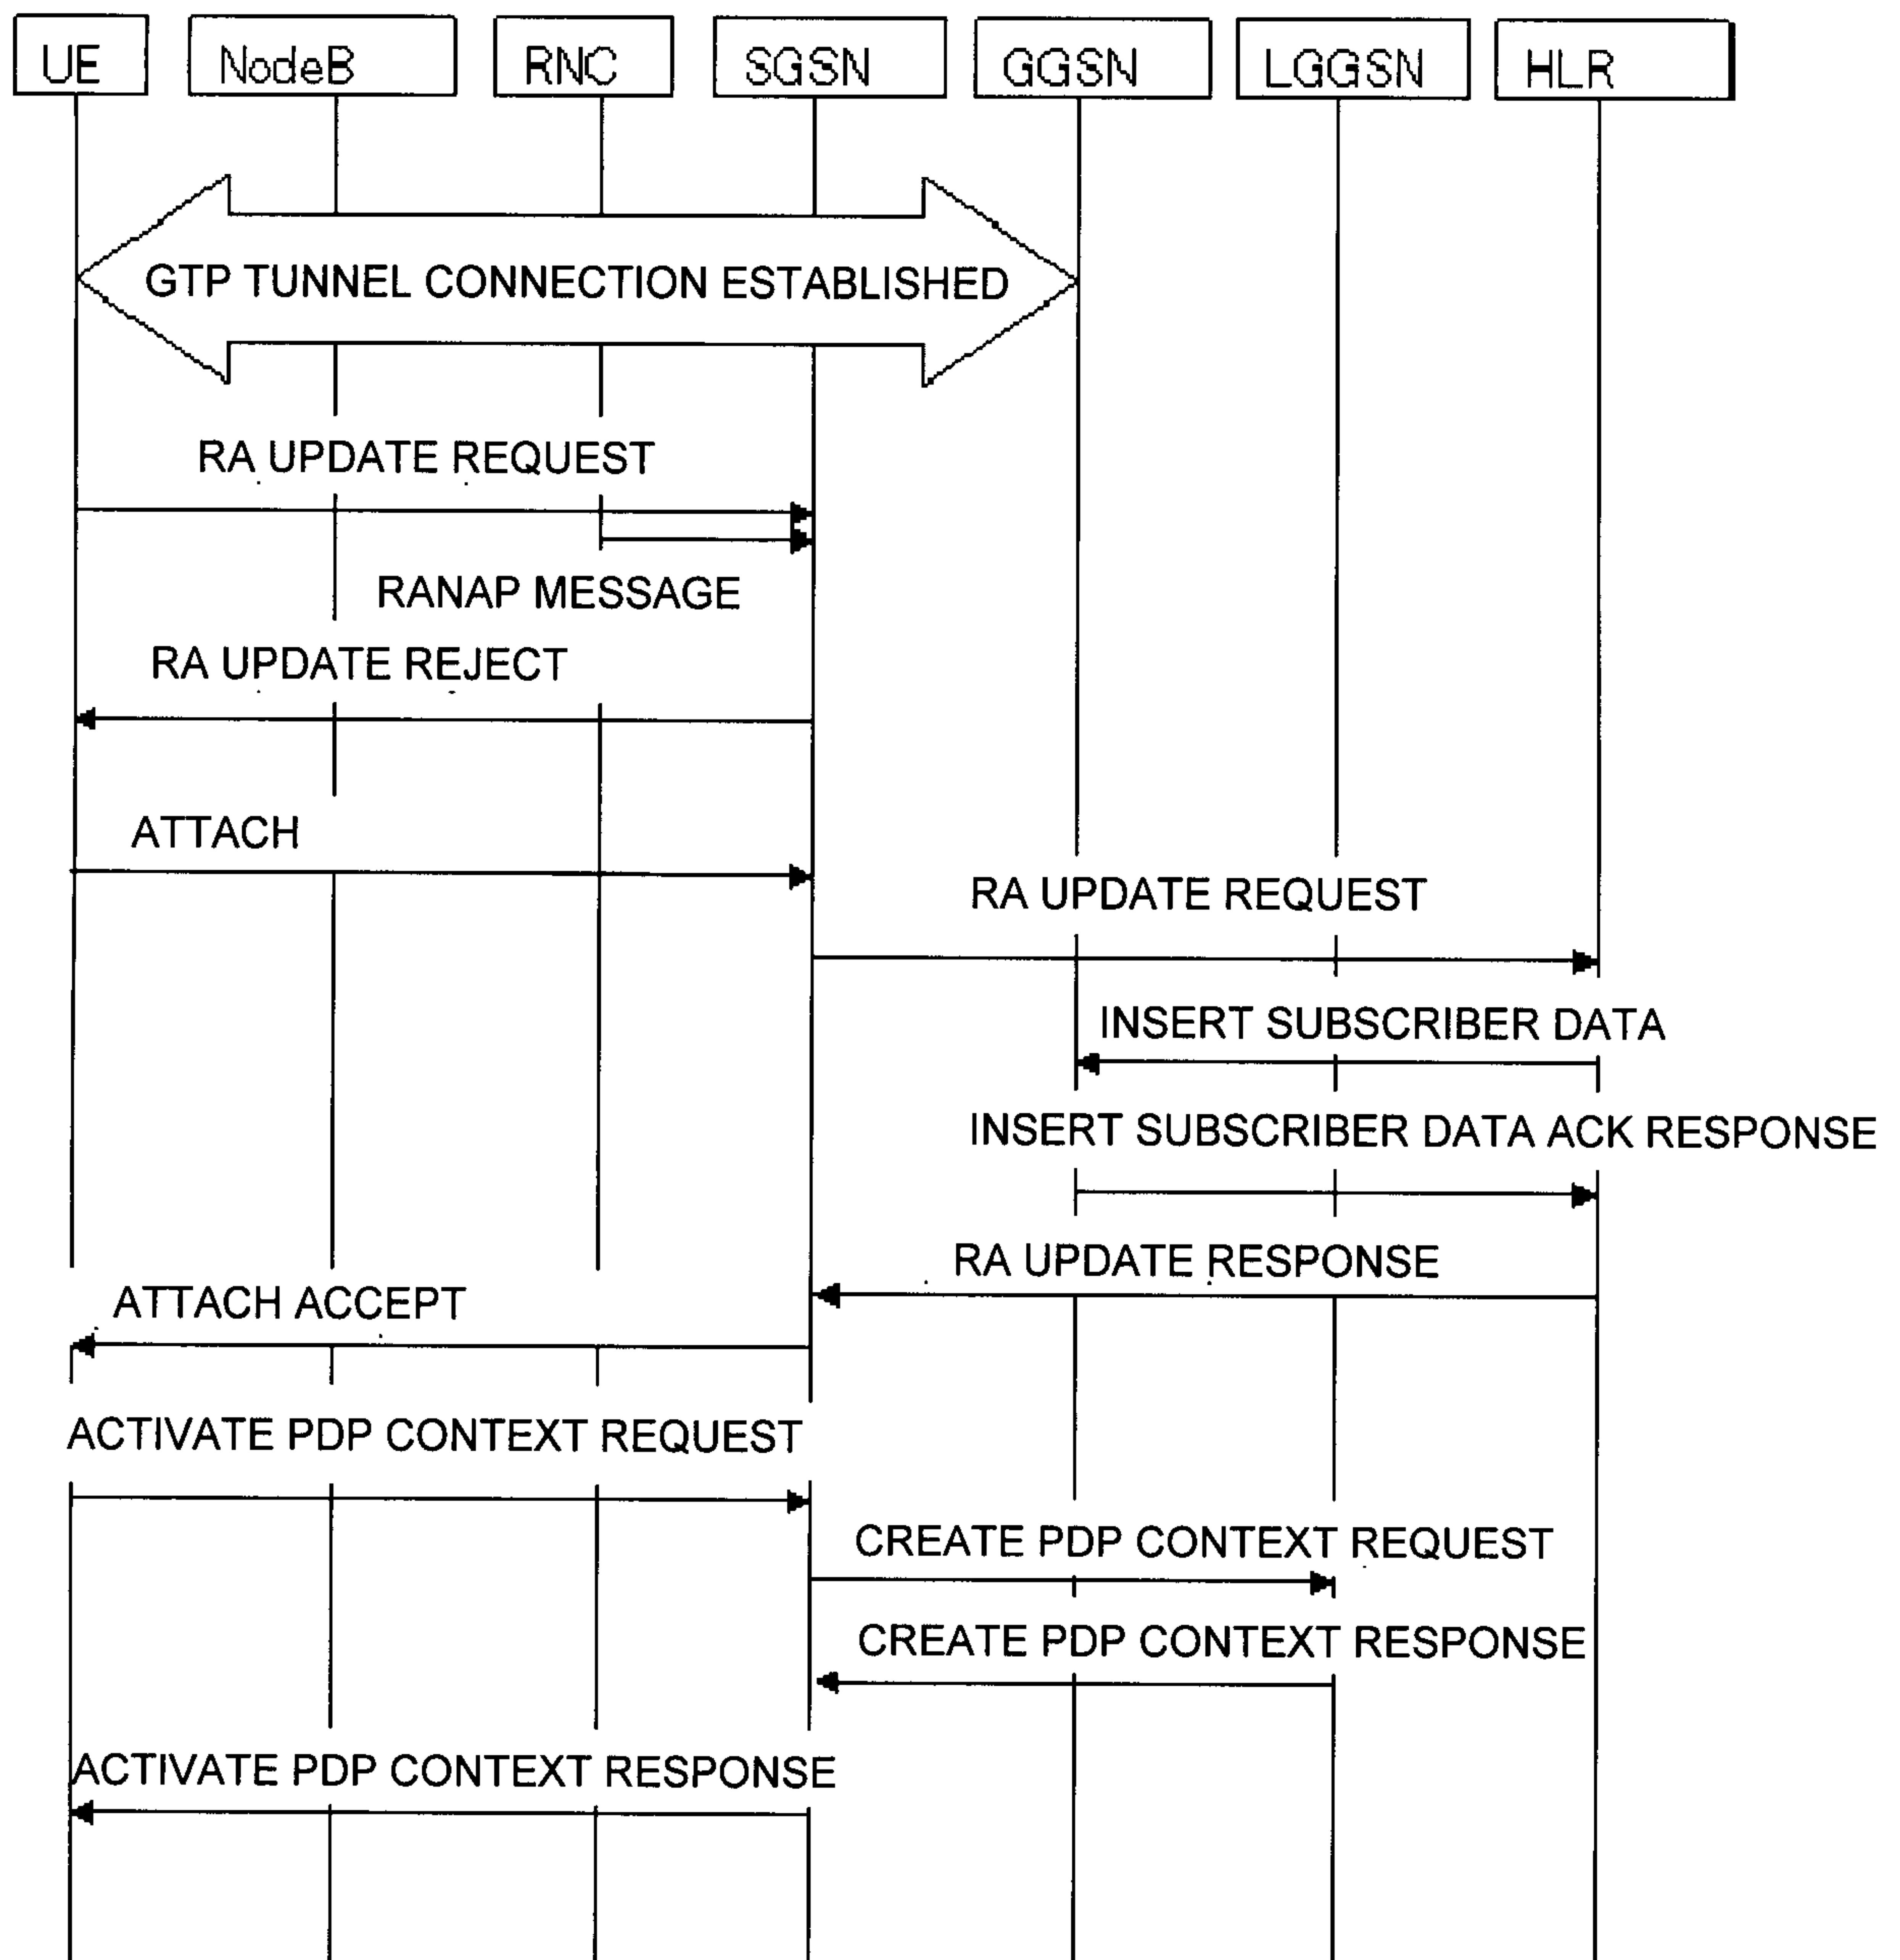 UE NodeB RNC SGSN GGSN LGGSN HLR
GTP TUNNEL CONNECTION ESTABLISHED
RA UPDATE REQUEST
RANAP MESSAGE
RA UPDATE REJECT
ATTACH
RA UPDATE REQUEST
INSERT SUBSCRIBER DATA
INSERT SUBSCRIBER DATA ACK RESPONSE
RA UPDATE RESPONSE
ATTACH ACCEPT
ACTIVATE PDP CONTEXT REQUEST
CREATE PDP CONTEXT REQUEST
CREATE PDP CONTEXT RESPONSE
ACTIVATE PDP CONTEXT RESPONSE